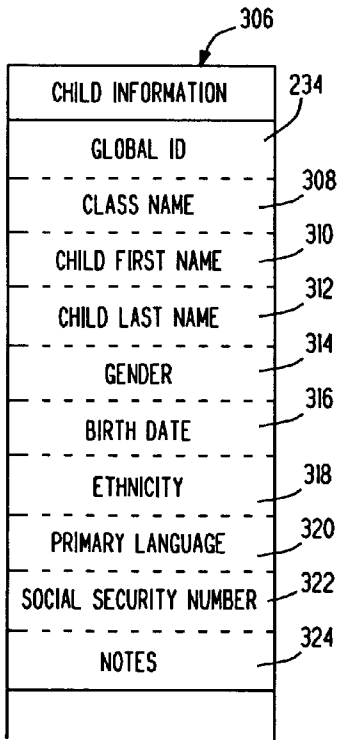 306
CHILD INFORMATION
234
GLOBAL ID
308
CLASS NAME
310
CHILD FIRST NAME
312
CHILD LAST NAME
314
GENDER
316
BIRTH DATE
ETHNICITY
318
PRIMARY LANGUAGE
320
SOCIAL SECURITY NUMBER
322
NOTES
324